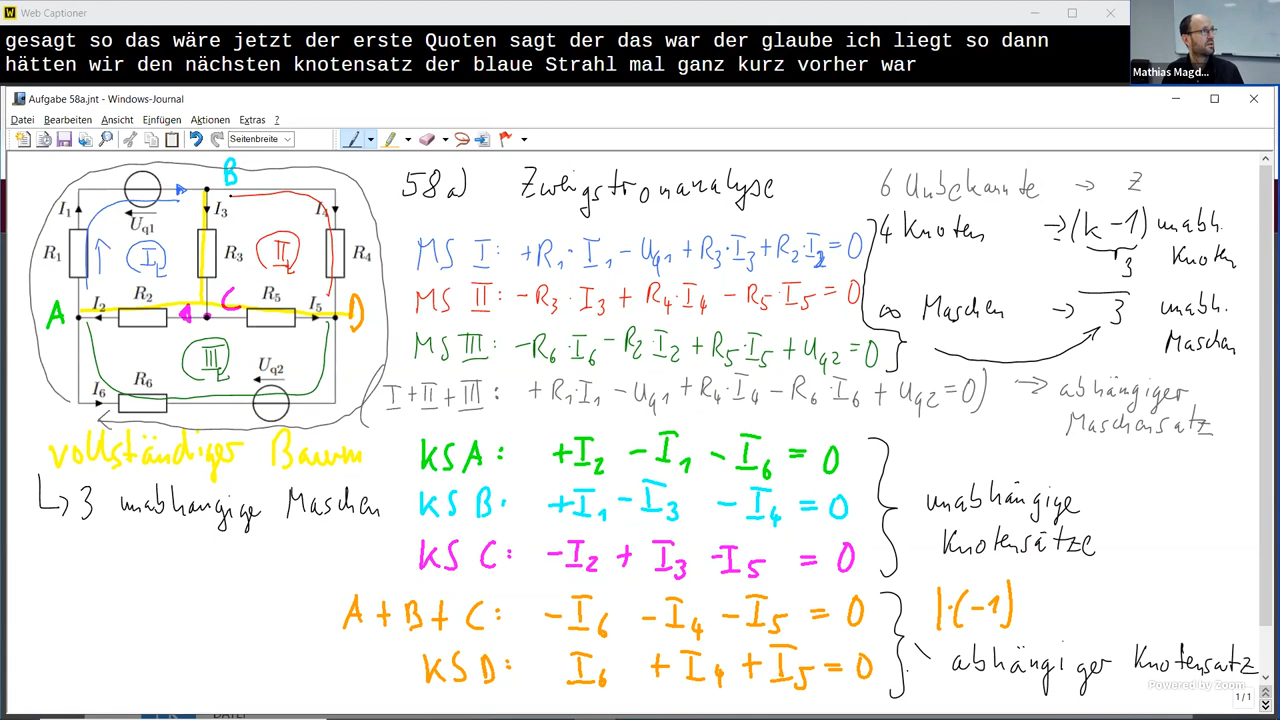 Web Captioner
gesagt so das wäre jetzt der erste Quoten sagt der das war der glaube ich liegt so dann
hätten wir den nächsten knotensatz der blaue Strahl mal ganz kurz vorher war
Mathias Magd...
Aufgabe 58a.jnt - Windows-Journal
Datei Bearbeiten Ansicht Einfügen Aktionen Extras ?
Seitenbreite
58a) Zweigstromanalyse
6 Unbekannte → Z
4 Knoten → (k-1) unabh. Knoten
3
∞ Maschen → 3 unabh. Maschen
B
I1 Uq1 I3 I4
R1 I R3 II R4
A I2 R2 C R5 I5 D
III
I6 R6 Uq2
MS I: +R1·I1 - Uq1 + R3·I3 + R2·I2 = 0
MS II: -R3·I3 + R4·I4 - R5·I5 = 0
MS III: -R6·I6 - R2·I2 + R5·I5 + Uq2 = 0
I+II+III: +R1·I1 - Uq1 + R4·I4 - R6·I6 + Uq2 = 0) → abhängiger Maschensatz
vollständiger Baum
↳ 3 unabhängige Maschen
KS A: +I2 - I1 - I6 = 0
KS B: +I1 - I3 - I4 = 0
KS C: -I2 + I3 - I5 = 0
unabhängige
Knotensätze
A+B+C: -I6 - I4 - I5 = 0 |·(-1)
KS D: I6 + I4 + I5 = 0
abhängiger Knotensatz
Powered by Zoom
1/1
DATEI